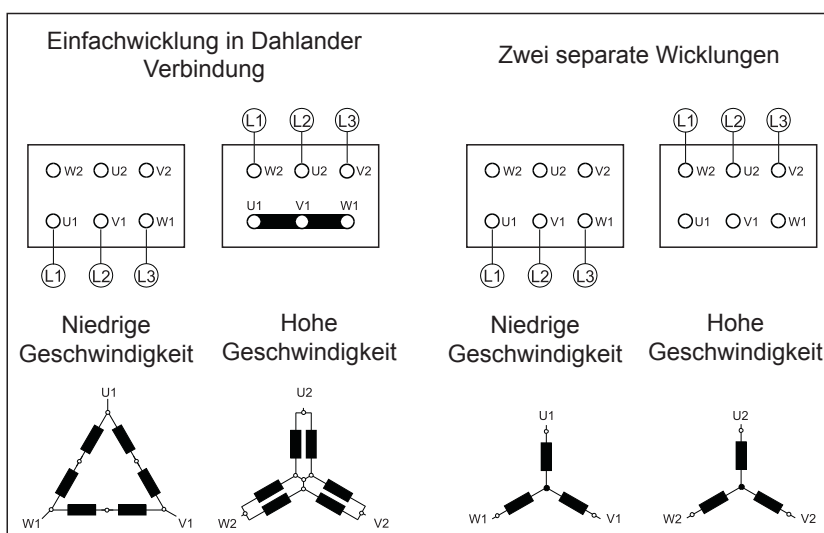 Einfachwicklung in Dahlander
Verbindung
Zwei separate Wicklungen
L1 L2 L3
W2 U2 V2
U1 V1 W1
L1 L2 L3
W2 U2 V2
U1 V1 W1
W2 U2 V2
U1 V1 W1
L1 L2 L3
L1 L2 L3
W2 U2 V2
U1 V1 W1
Niedrige
Geschwindigkeit
Hohe
Geschwindigkeit
Niedrige
Geschwindigkeit
Hohe
Geschwindigkeit
U1
W1 V1
U2
W2 V2
U1
W1 V1
U2
W2 V2